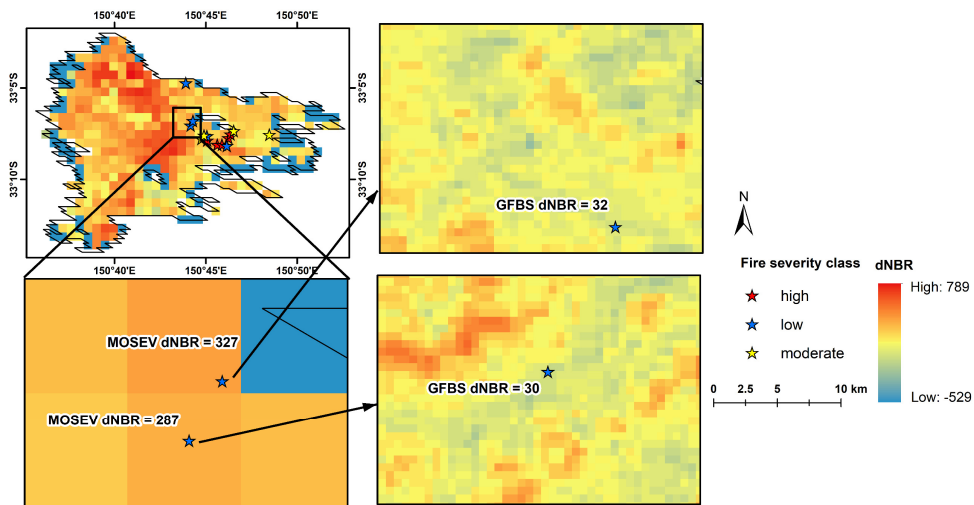 150°40'E 150°45'E 150°50'E
33°5'S
33°10'S
33°5'S
33°10'S
150°40'E 150°45'E 150°50'E
MOSEV dNBR = 327
MOSEV dNBR = 287
GFBS dNBR = 32
GFBS dNBR = 30
N
Fire severity class
high
low
moderate
0 2.5 5 10 km
dNBR
High: 789
Low: -529